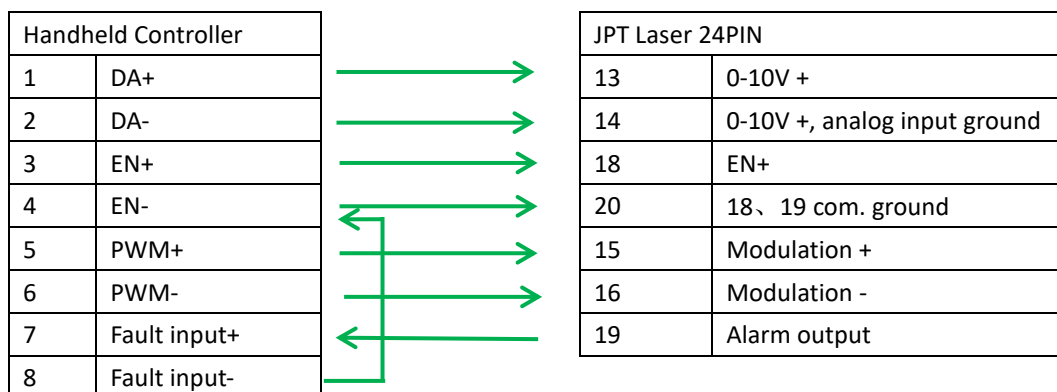 Handheld Controller
1 DA+
2 DA-
3 EN+
4 EN-
5 PWM+
6 PWM-
7 Fault input+
8 Fault input-
JPT Laser 24PIN
13 0-10V +
14 0-10V +, analog input ground
18 EN+
20 18、19 com. ground
15 Modulation +
16 Modulation -
19 Alarm output